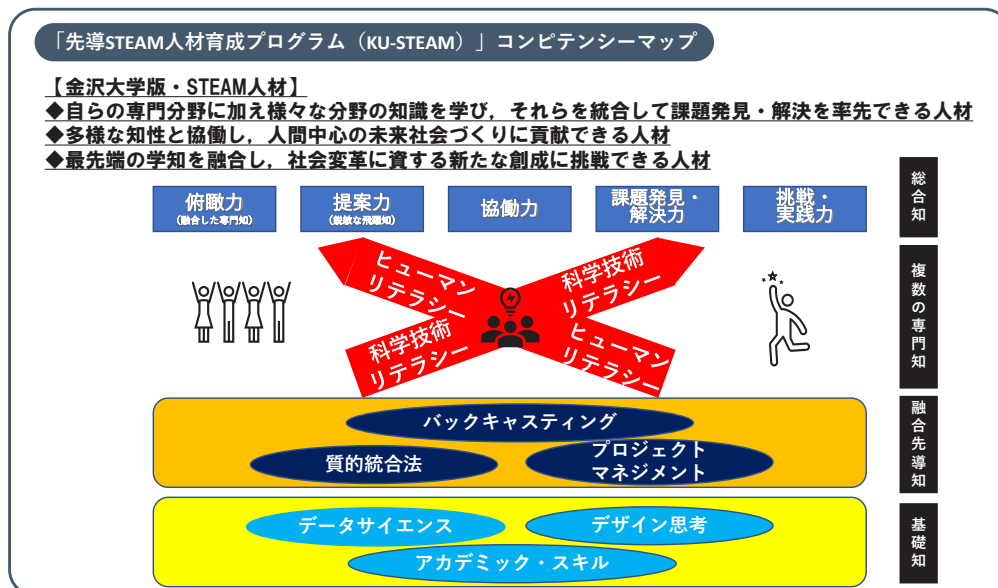 「先導STEAM人材育成プログラム（KU-STEAM）」コンピテンシーマップ
【金沢大学版・STEAM人材】
◆自らの専門分野に加え様々な分野の知識を学び，それらを統合して課題発見・解決を率先できる人材
◆多様な知性と協働し，人間中心の未来社会づくりに貢献できる人材
◆最先端の学知を融合し，社会変革に資する新たな創成に挑戦できる人材
総合知
俯瞰力
（融合した専門知）
提案力
（鋭敏な飛躍知）
協働力
課題発見・
解決力
挑戦・
実践力
複数の専門知
ヒューマン
リテラシー
科学技術
リテラシー
科学技術
リテラシー
ヒューマン
リテラシー
融合先導知
バックキャスティング
質的統合法
プロジェクト
マネジメント
基礎知
データサイエンス
デザイン思考
アカデミック・スキル